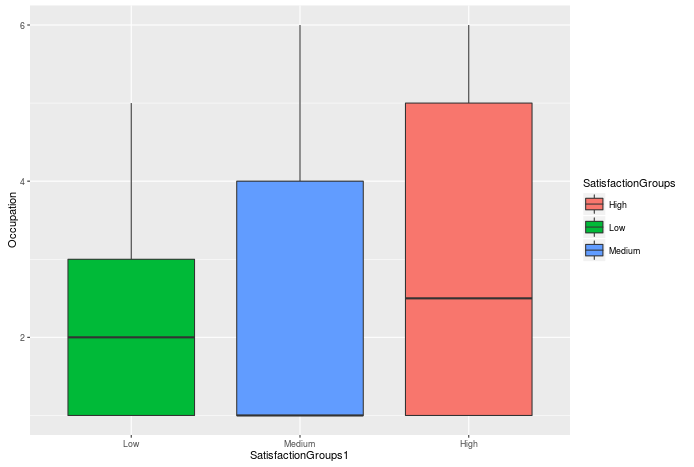 6
4
2
Occupation
Low
Medium
High
SatisfactionGroups1
SatisfactionGroups
High
Low
Medium